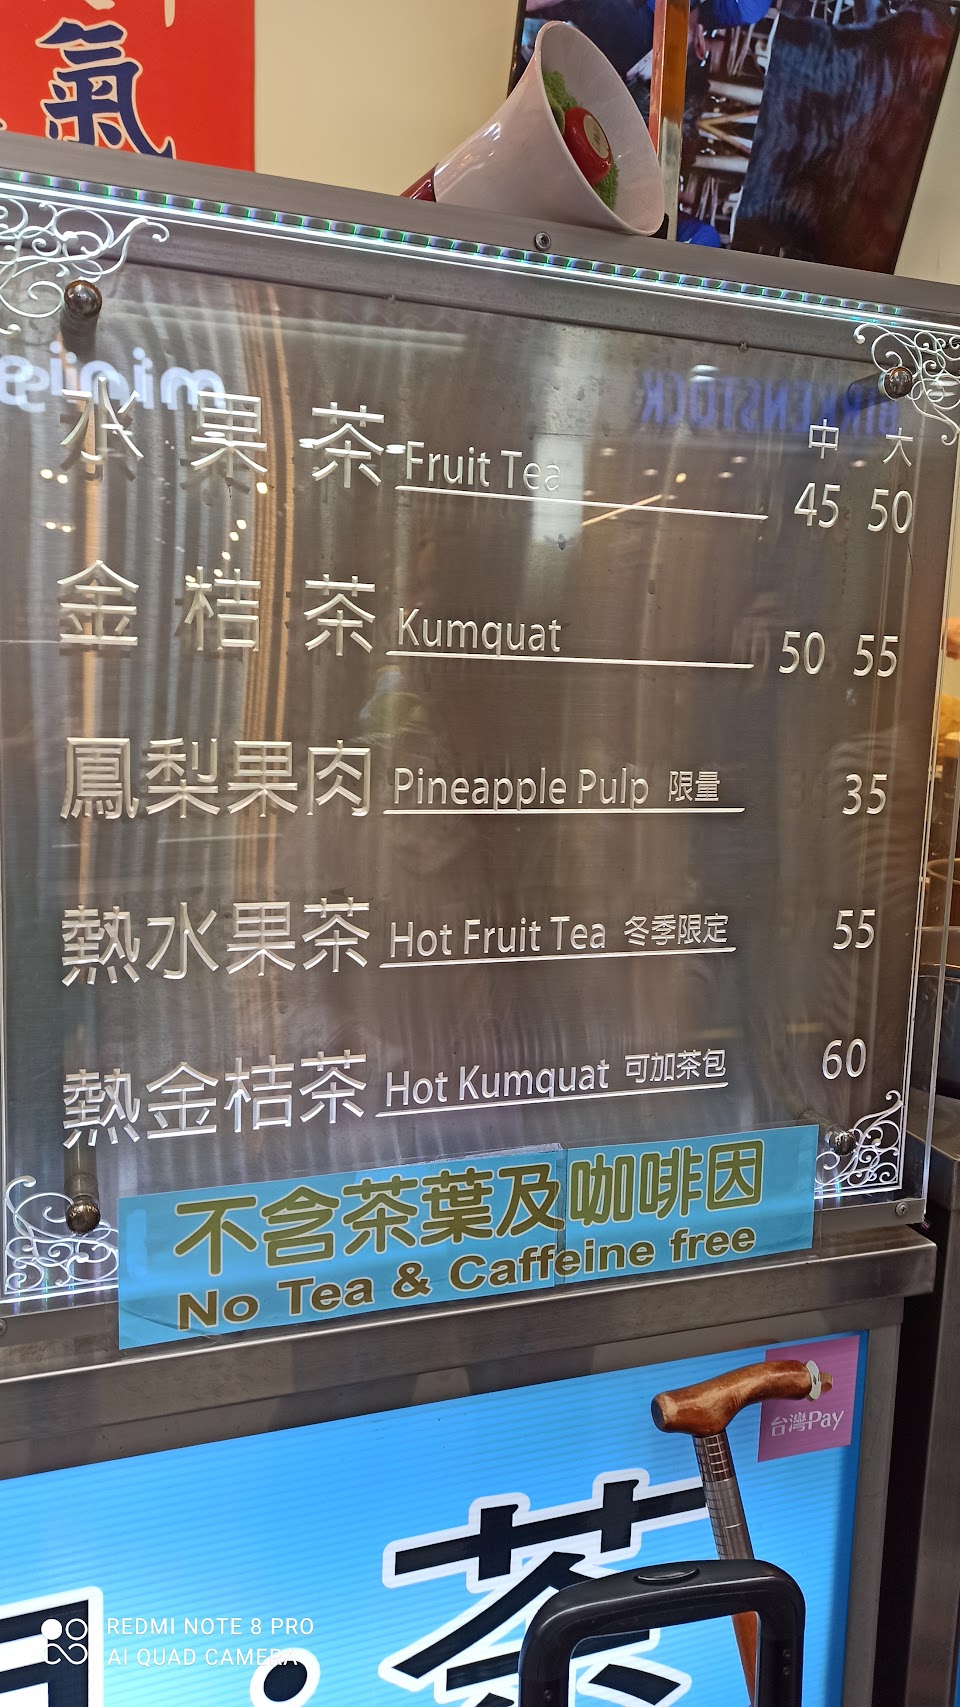 氣
水果茶 Fruit Tea
中 大
45 50
金桔茶 Kumquat 50 55
鳳梨果肉 Pineapple Pulp 限量 35
熱水果茶 Hot Fruit Tea 冬季限定 55
熱金桔茶 Hot Kumquat 可加茶包 60
不含茶葉及咖啡因
No Tea & Caffeine free
台灣Pay
茶
REDMI NOTE 8 PRO
AI QUAD CAMERA
BIRKENSTOCK